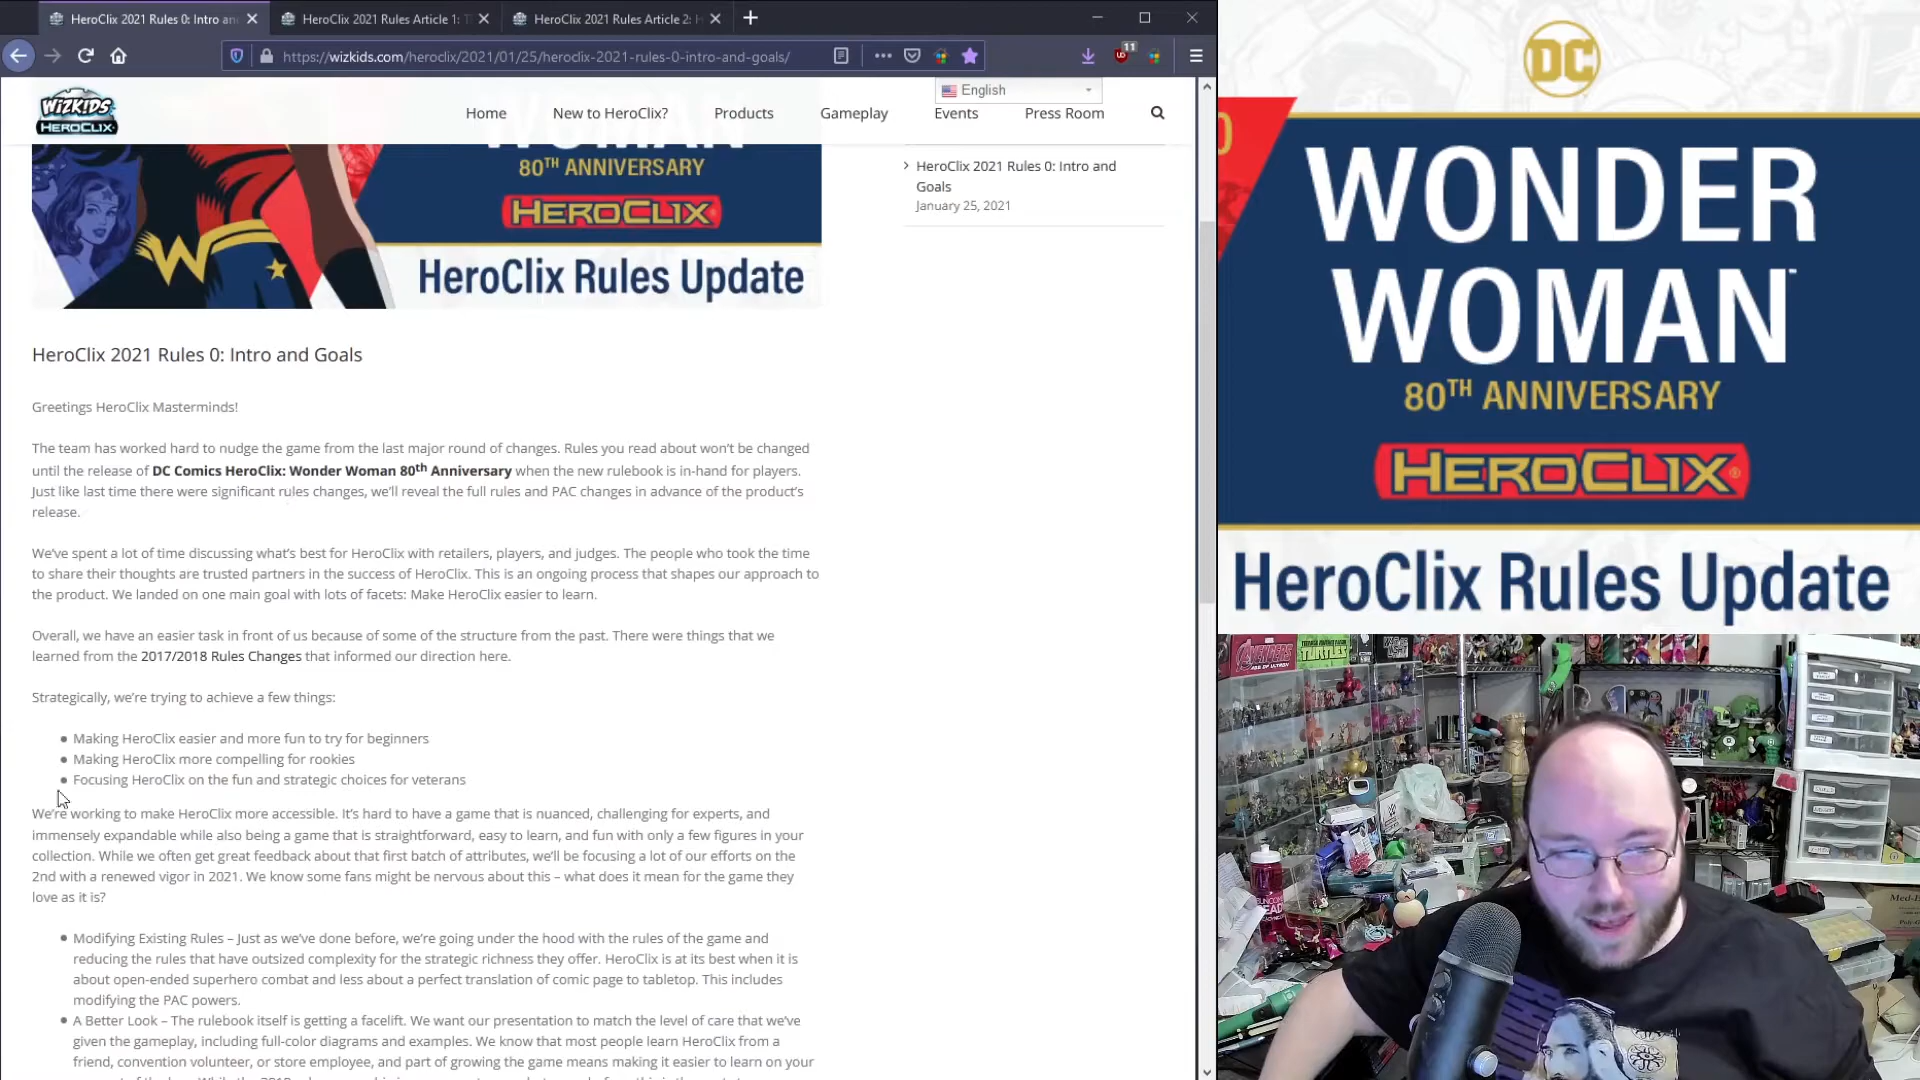 HeroClix 2021 Rules 0: Intro an
HeroClix 2021 Rules Article 1: T
HeroClix 2021 Rules Article 2: H
https://wizkids.com/heroclix/2021/01/25/heroclix-2021-rules-0-intro-and-goals/
11
English
WIZKIDS
HEROCLIX
Home
New to HeroClix?
Products
Gameplay
Events
Press Room
WOMAN
80TH ANNIVERSARY
HEROCLIX
HeroClix Rules Update
HeroClix 2021 Rules 0: Intro and
Goals
January 25, 2021
HeroClix 2021 Rules 0: Intro and Goals
Greetings HeroClix Masterminds!
The team has worked hard to nudge the game from the last major round of changes. Rules you read about won't be changed
until the release of DC Comics HeroClix: Wonder Woman 80th Anniversary when the new rulebook is in-hand for players.
Just like last time there were significant rules changes, we'll reveal the full rules and PAC changes in advance of the product's
release.
We've spent a lot of time discussing what's best for HeroClix with retailers, players, and judges. The people who took the time
to share their thoughts are trusted partners in the success of HeroClix. This is an ongoing process that shapes our approach to
the product. We landed on one main goal with lots of facets: Make HeroClix easier to learn.
Overall, we have an easier task in front of us because of some of the structure from the past. There were things that we
learned from the 2017/2018 Rules Changes that informed our direction here.
Strategically, we're trying to achieve a few things:
Making HeroClix easier and more fun to try for beginners
Making HeroClix more compelling for rookies
Focusing HeroClix on the fun and strategic choices for veterans
We're working to make HeroClix more accessible. It's hard to have a game that is nuanced, challenging for experts, and
immensely expandable while also being a game that is straightforward, easy to learn, and fun with only a few figures in your
collection. While we often get great feedback about that first batch of attributes, we'll be focusing a lot of our efforts on the
2nd with a renewed vigor in 2021. We know some fans might be nervous about this – what does it mean for the game they
love as it is?
Modifying Existing Rules – Just as we've done before, we're going under the hood with the rules of the game and
reducing the rules that have outsized complexity for the strategic richness they offer. HeroClix is at its best when it is
about open-ended superhero combat and less about a perfect translation of comic page to tabletop. This includes
modifying the PAC powers.
A Better Look – The rulebook itself is getting a facelift. We want our presentation to match the level of care that we've
given the gameplay, including full-color diagrams and examples. We know that most people learn HeroClix from a
friend, convention volunteer, or store employee, and part of growing the game means making it easier to learn on your
DC
WONDER
WOMAN
80TH ANNIVERSARY
HEROCLIX
HeroClix Rules Update
AVENGERS
TURTLES